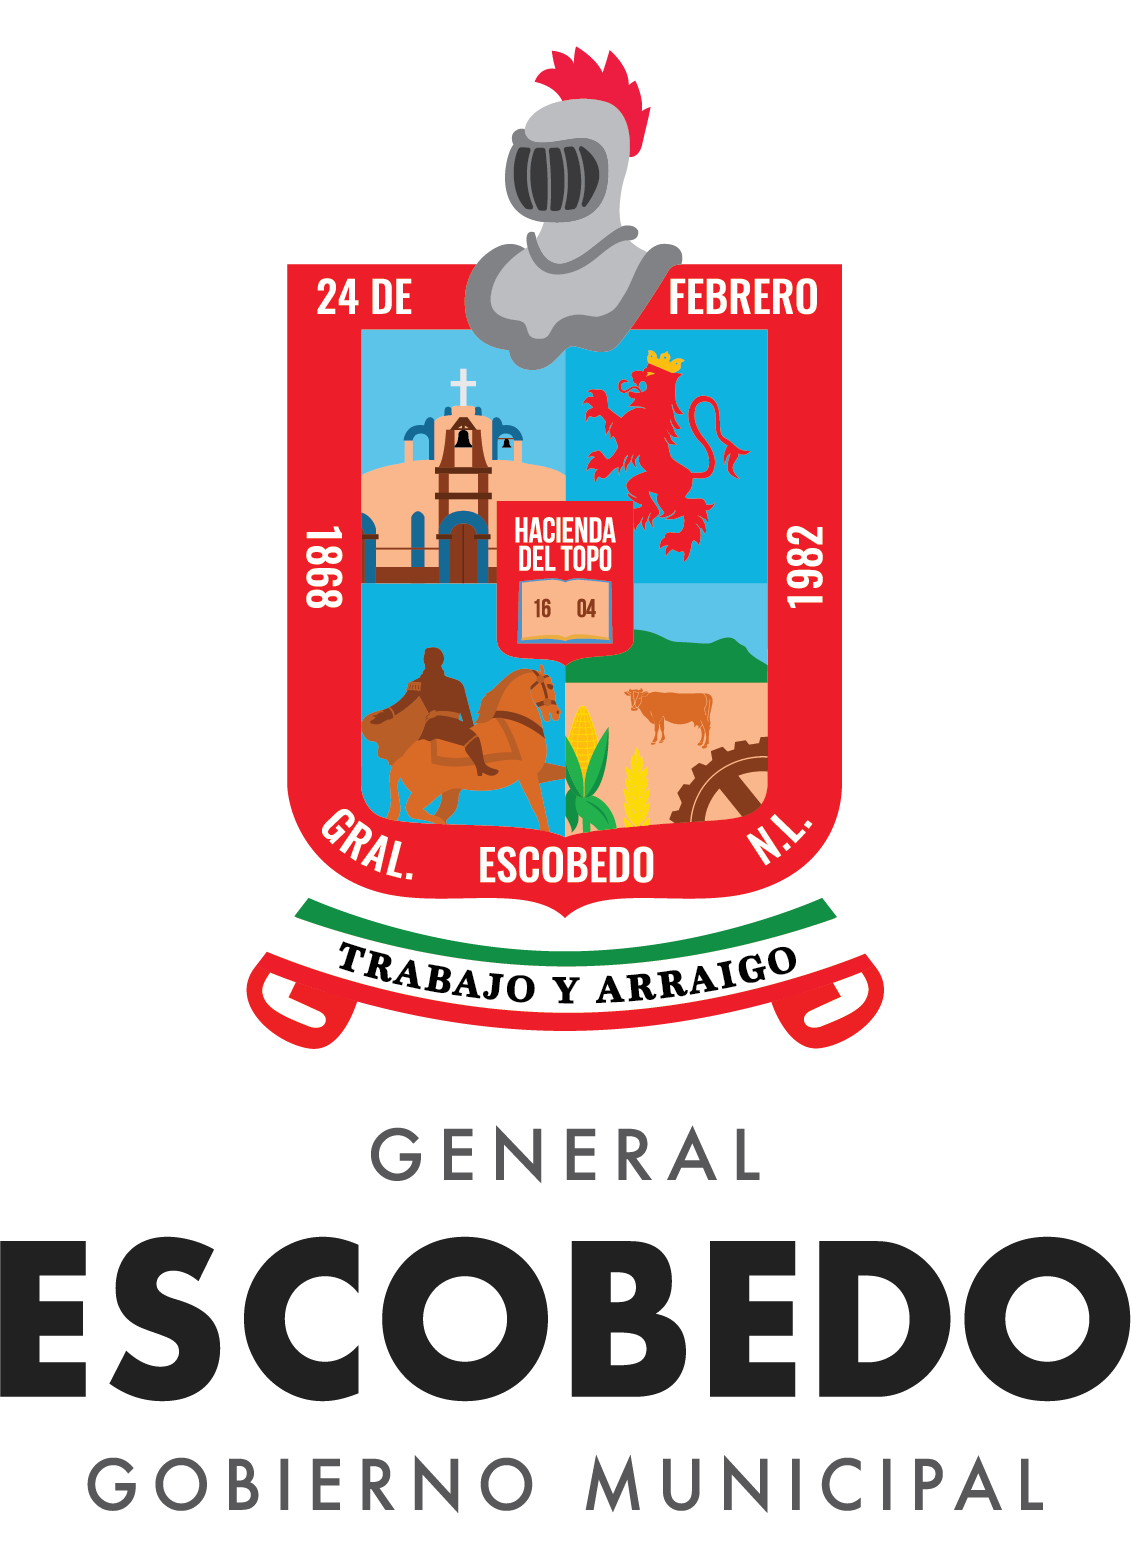 24 DE FEBRERO
1868
1982
HACIENDA
DEL TOPO
16 04
GRAL. ESCOBEDO N.L.
TRABAJO Y ARRAIGO
GENERAL
ESCOBEDO
GOBIERNO MUNICIPAL